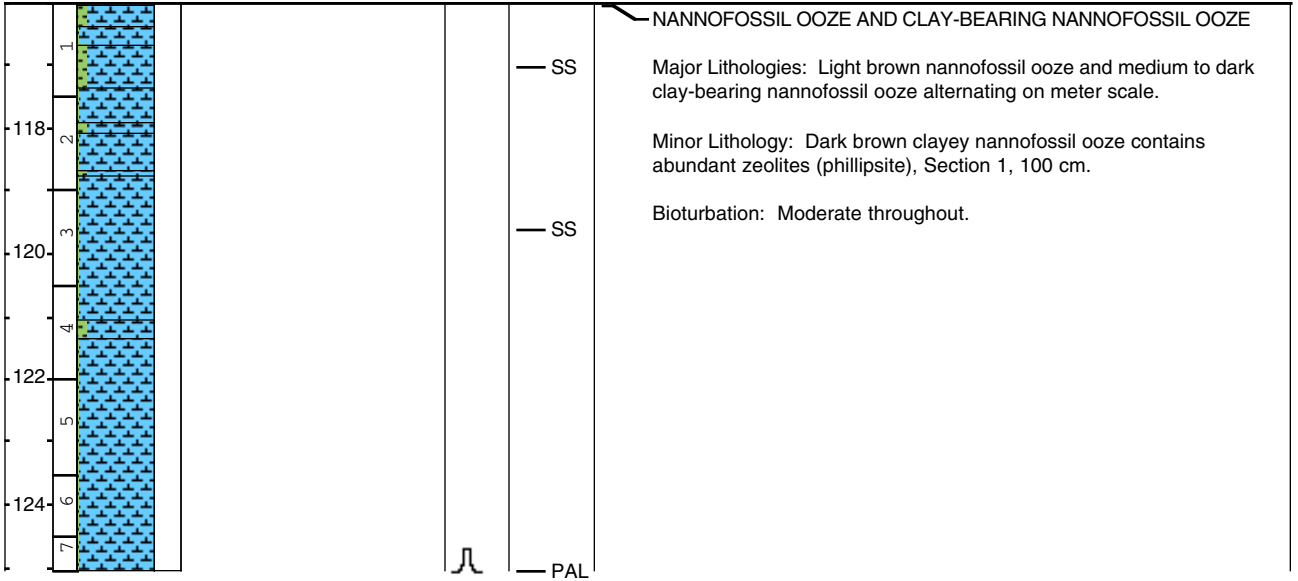 NANNOFOSSIL OOZE AND CLAY-BEARING NANNOFOSSIL OOZE
1
SS
Major Lithologies: Light brown nannofossil ooze and medium to dark
clay-bearing nannofossil ooze alternating on meter scale.
118
2
Minor Lithology: Dark brown clayey nannofossil ooze contains
abundant zeolites (phillipsite), Section 1, 100 cm.
Bioturbation: Moderate throughout.
3
SS
120
4
122
5
6
124
7
PAL